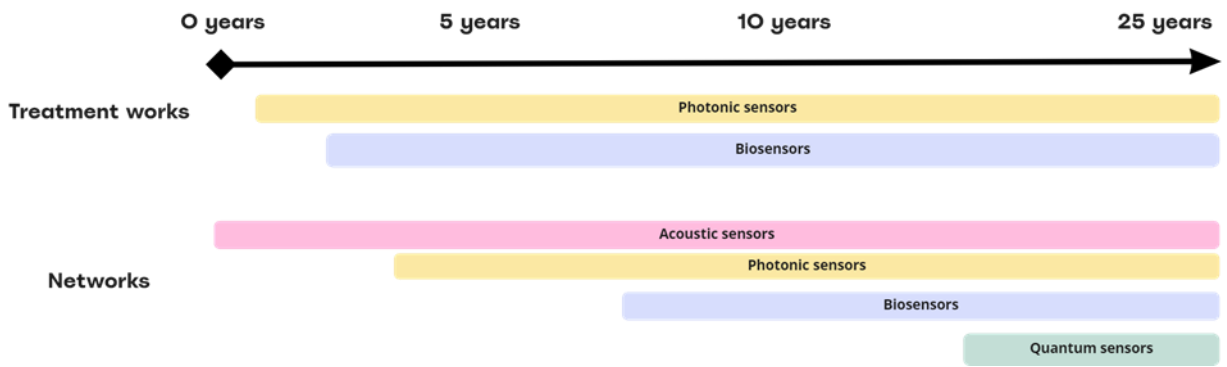 0 years 5 years 10 years 25 years
Treatment works
Photonic sensors
Biosensors
Networks
Acoustic sensors
Photonic sensors
Biosensors
Quantum sensors